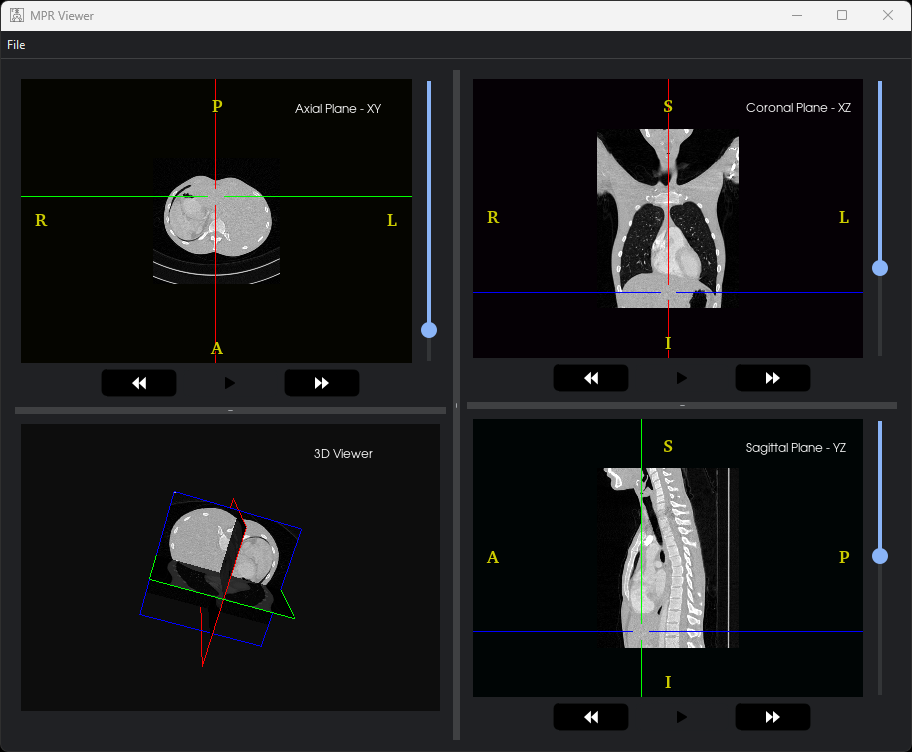 MPR Viewer
File
P
Axial Plane - XY
R
L
A
S
Coronal Plane - XZ
R
L
I
3D Viewer
S
Sagittal Plane - YZ
A
P
I